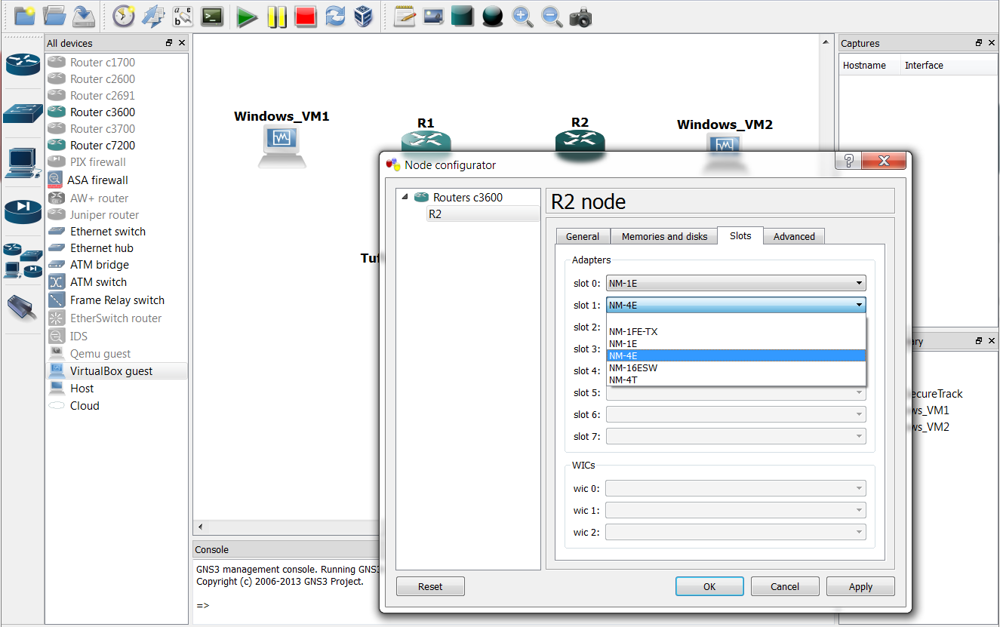 All devices
Router c1700
Router c2600
Router c2691
Router c3600
Router c3700
Router c7200
PIX firewall
ASA firewall
AW+ router
Juniper router
Ethernet switch
Ethernet hub
ATM bridge
ATM switch
Frame Relay switch
EtherSwitch router
IDS
Qemu guest
VirtualBox guest
Host
Cloud
Windows_VM1
R1
R2
Windows_VM2
Tuf
Captures
Hostname Interface
Node configurator
Routers c3600
R2
R2 node
General Memories and disks Slots Advanced
Adapters
slot 0: NM-1E
slot 1: NM-4E
slot 2:
slot 3:
slot 4:
slot 5:
slot 6:
slot 7:
NM-1FE-TX
NM-1E
NM-4E
NM-16ESW
NM-4T
WICs
wic 0:
wic 1:
wic 2:
Reset OK Cancel Apply
ary
ecureTrack
ws_VM1
ws_VM2
Console
GNS3 management console. Running GNS3
Copyright (c) 2006-2013 GNS3 Project.
=>